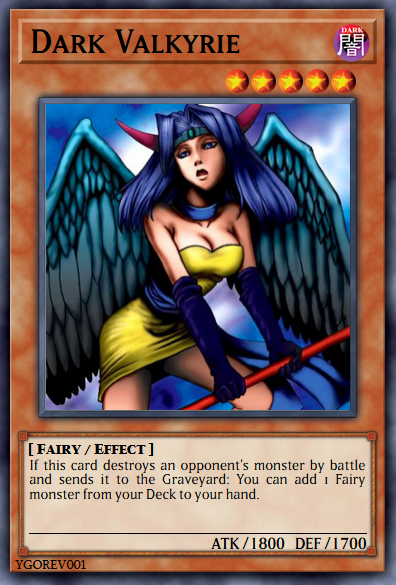 DARK VALKYRIE
DARK
闇
[ FAIRY / EFFECT ]
If this card destroys an opponent's monster by battle
and sends it to the Graveyard: You can add 1 Fairy
monster from your Deck to your hand.
ATK / 1800 DEF / 1700
YGOREV001